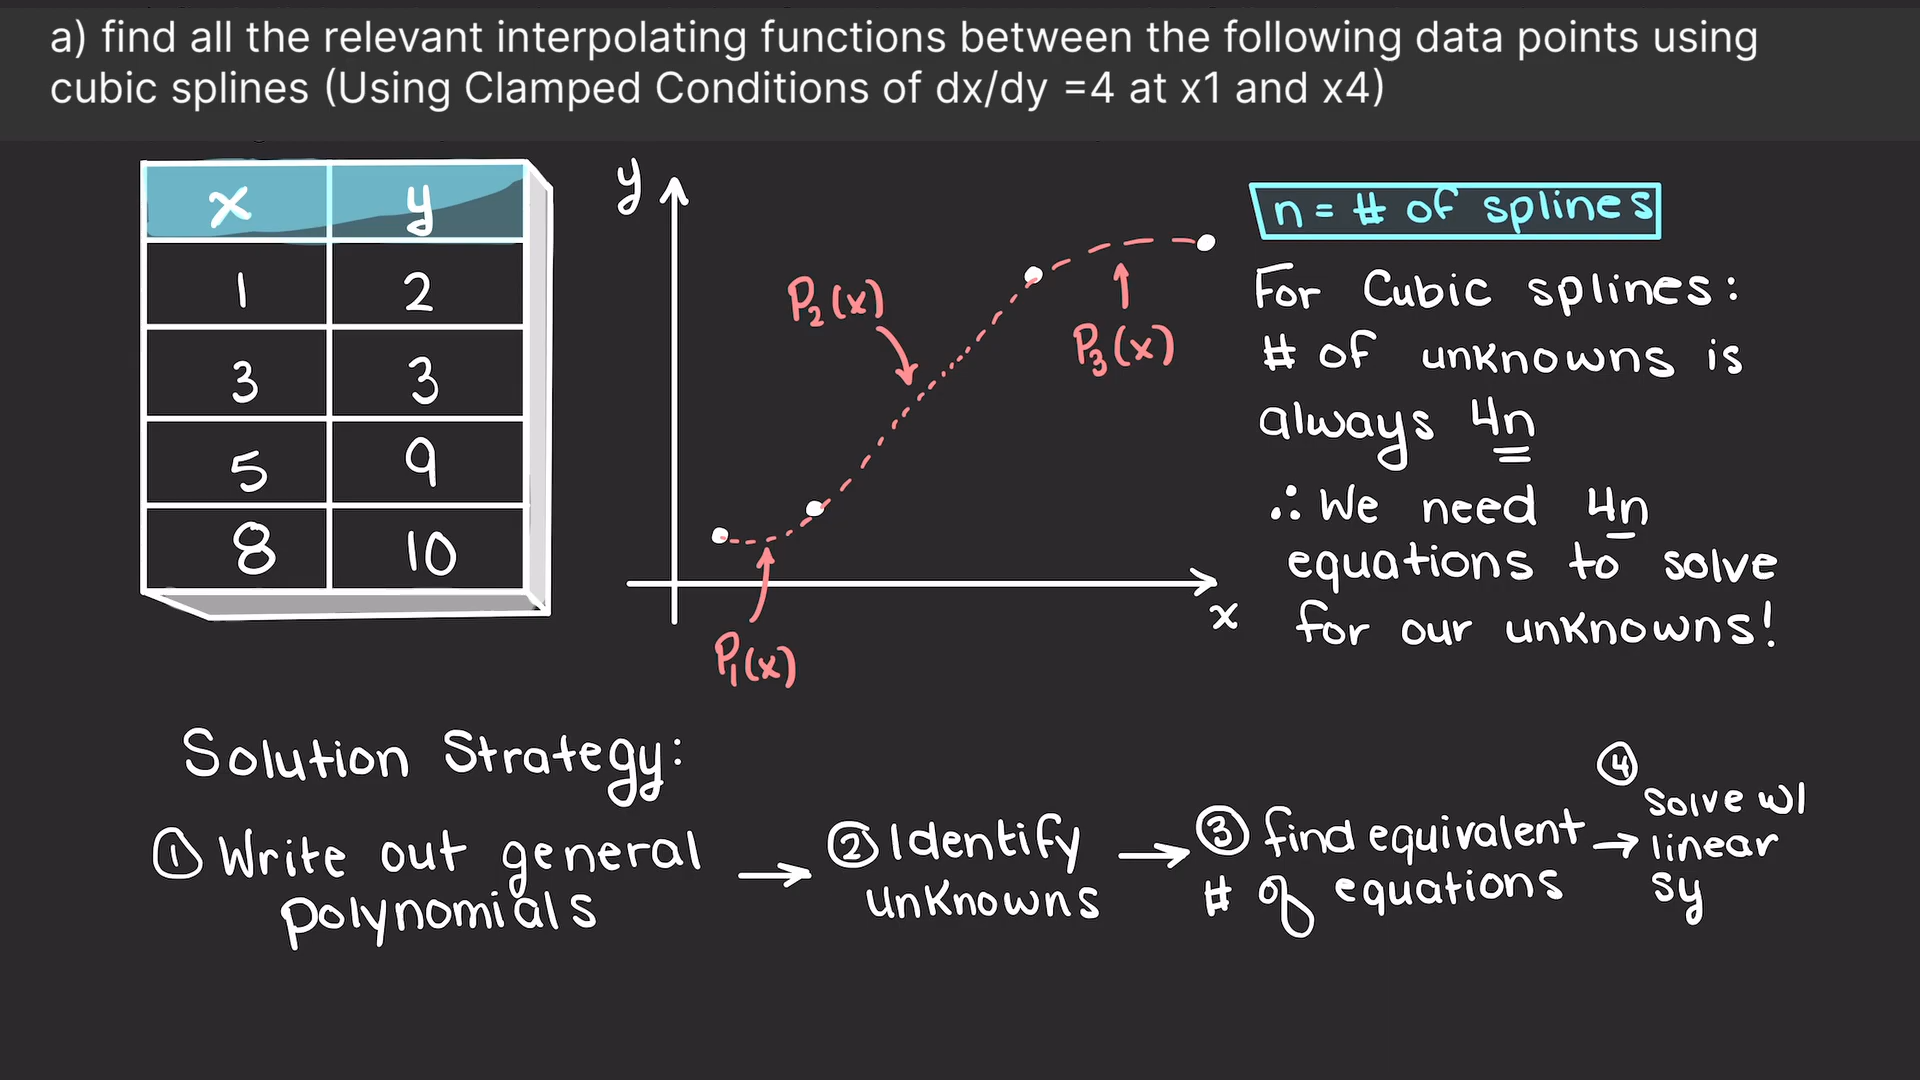 a) find all the relevant interpolating functions between the following data points using
cubic splines (Using Clamped Conditions of dx/dy =4 at x1 and x4)
x y
1 2
3 3
5 9
8 10
y
P₂(x)
P₃(x)
P₁(x)
x
n = # of splines
For Cubic splines:
# of unknowns is
always 4n
∴ We need 4n
equations to solve
for our unknowns!
Solution Strategy:
① Write out general
polynomials
→ ② Identify
unknowns
→ ③ find equivalent
# of equations
→ ④
solve w/
linear
sy